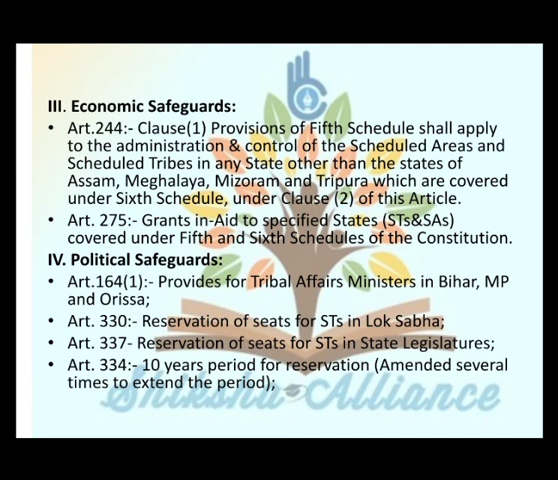 III. Economic Safeguards:
• Art.244:- Clause(1) Provisions of Fifth Schedule shall apply
to the administration & control of the Scheduled Areas and
Scheduled Tribes in any State other than the states of
Assam, Meghalaya, Mizoram and Tripura which are covered
under Sixth Schedule, under Clause (2) of this Article.
• Art. 275:- Grants in-Aid to specified States (STs&SAs)
covered under Fifth and Sixth Schedules of the Constitution.
IV. Political Safeguards:
• Art.164(1):- Provides for Tribal Affairs Ministers in Bihar, MP
and Orissa;
• Art. 330:- Reservation of seats for STs in Lok Sabha;
• Art. 337- Reservation of seats for STs in State Legislatures;
• Art. 334:- 10 years period for reservation (Amended several
times to extend the period);
Shiksha Alliance